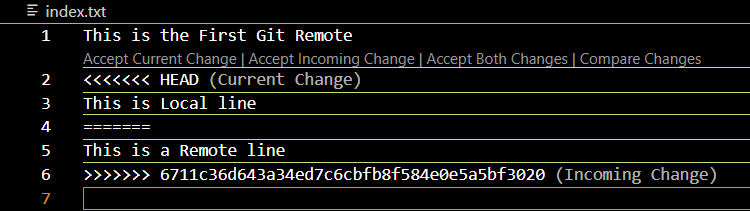 index.txt
1 This is the First Git Remote
Accept Current Change | Accept Incoming Change | Accept Both Changes | Compare Changes
2 <<<<<<< HEAD (Current Change)
3 This is Local line
4 =======
5 This is a Remote line
6 >>>>>>> 6711c36d643a34ed7c6cbfb8f584e0e5a5bf3020 (Incoming Change)
7